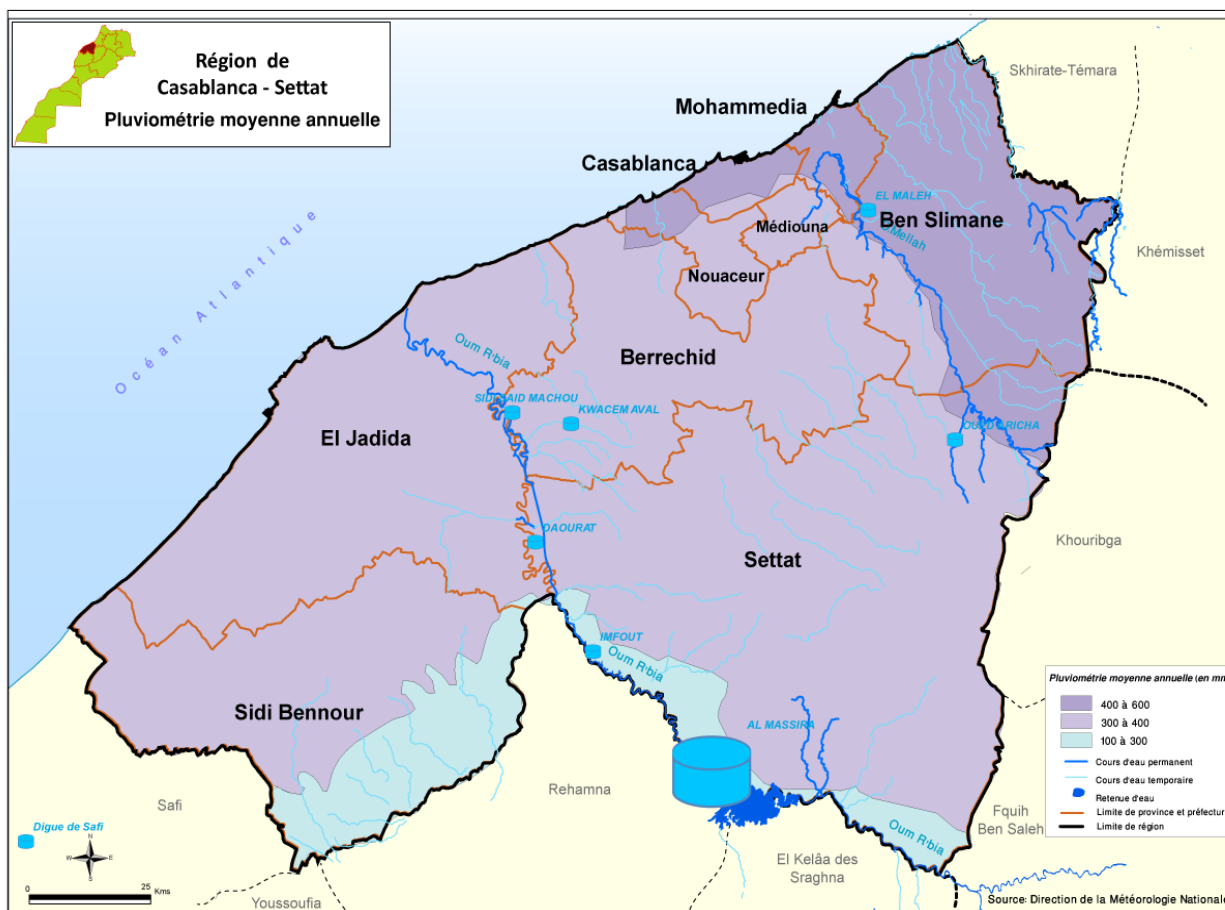 Région de
Casablanca - Settat
Pluviométrie moyenne annuelle
Skhirate-Témara
Mohammedia
Casablanca
EL MALEH
Ben Slimane
Mellah
Médiouna
Khémisset
Océan Atlantique
Nouaceur
Oum R'bia
Berrechid
SIDI SAID MACHOU
KWACEM AVAL
El Jadida
OULD ARICHA
DAOURAT
Settat
Khouribga
IMFOUT
Oum R'bia
Sidi Bennour
AL MASSIRA
Rehamna
Safi
Fquih
Ben Saleh
Oum R'bia
Digue de Safi
N
W E
S
0 25
Kms
El Kelâa des
Sraghna
Youssoufia
Pluviométrie moyenne annuelle (en mm
400 à 600
300 à 400
100 à 300
Cours d'eau permanent
Cours d'eau temporaire
Retenue d'eau
Limite de province et préfectur
Limite de région
Source: Direction de la Météorologie Nationale